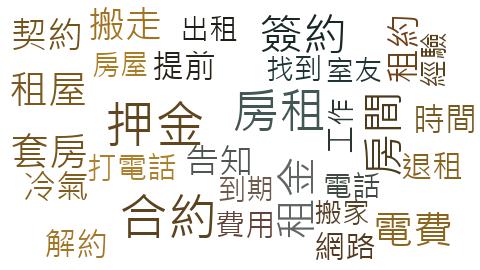 契約
搬走
出租
簽約
租約
經驗
房屋
提前
找到
室友
租屋
押金
房租
工作
房間
時間
套房
打電話
告知
退租
冷氣
到期
租金
電話
合約
費用
搬家
電費
解約
網路